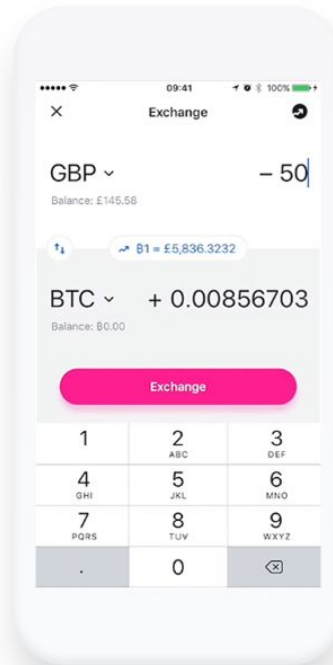 09:41 100%
Exchange
GBP - 50
Balance: £145.58
฿1 = £5,836.3232
BTC + 0.00856703
Balance: ฿0.00
Exchange
1 2 3
ABC DEF
4 5 6
GHI JKL MNO
7 8 9
PQRS TUV WXYZ
. 0